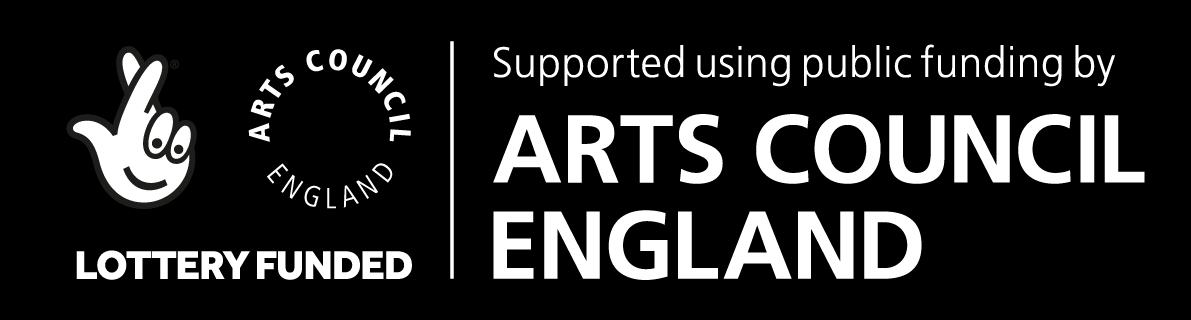 ARTS COUNCIL
ENGLAND
LOTTERY FUNDED
Supported using public funding by
ARTS COUNCIL
ENGLAND